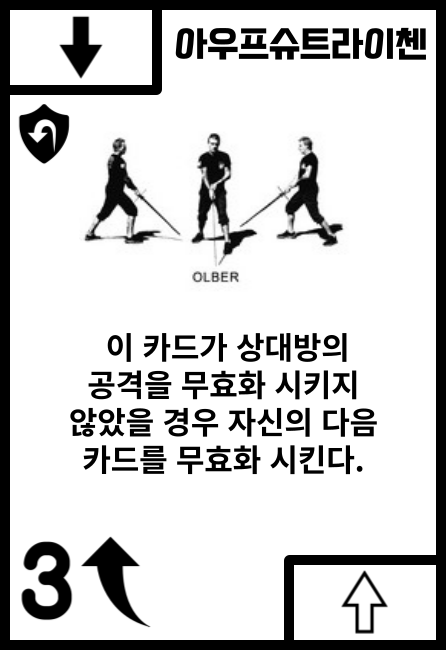 아우프슈트라이첸
OLBER
이 카드가 상대방의
공격을 무효화 시키지
않았을 경우 자신의 다음
카드를 무효화 시킨다.
3